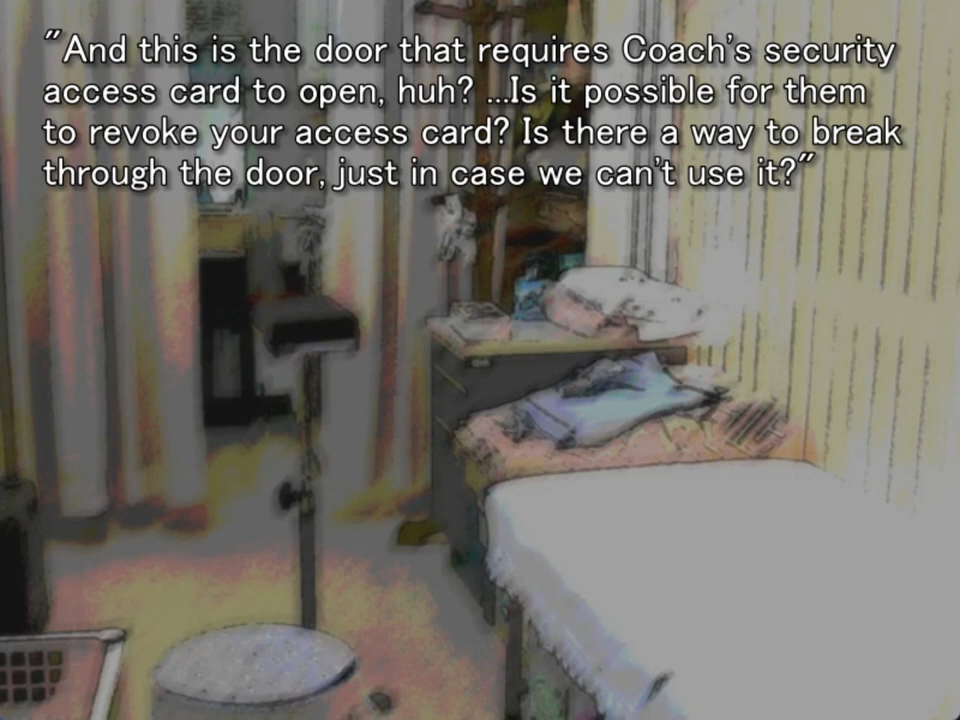 "And this is the door that requires Coach's security
access card to open, huh? ...Is it possible for them
to revoke your access card? Is there a way to break
through the door, just in case we can't use it?"